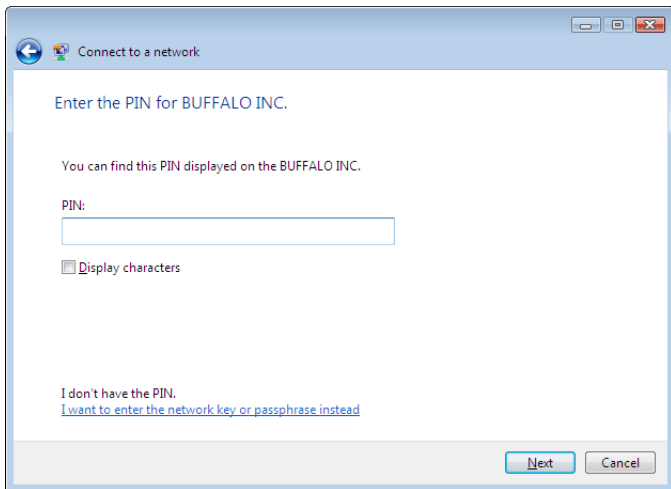 Connect to a network
Enter the PIN for BUFFALO INC.
You can find this PIN displayed on the BUFFALO INC.
PIN:
Display characters
I don't have the PIN.
I want to enter the network key or passphrase instead
Next
Cancel